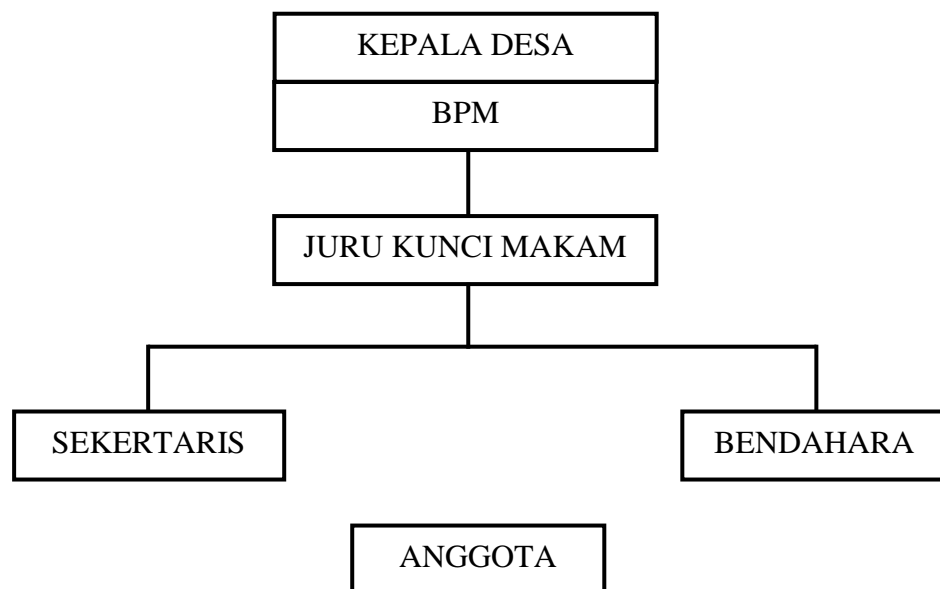 KEPALA DESA
BPM
JURU KUNCI MAKAM
SEKERTARIS
BENDAHARA
ANGGOTA